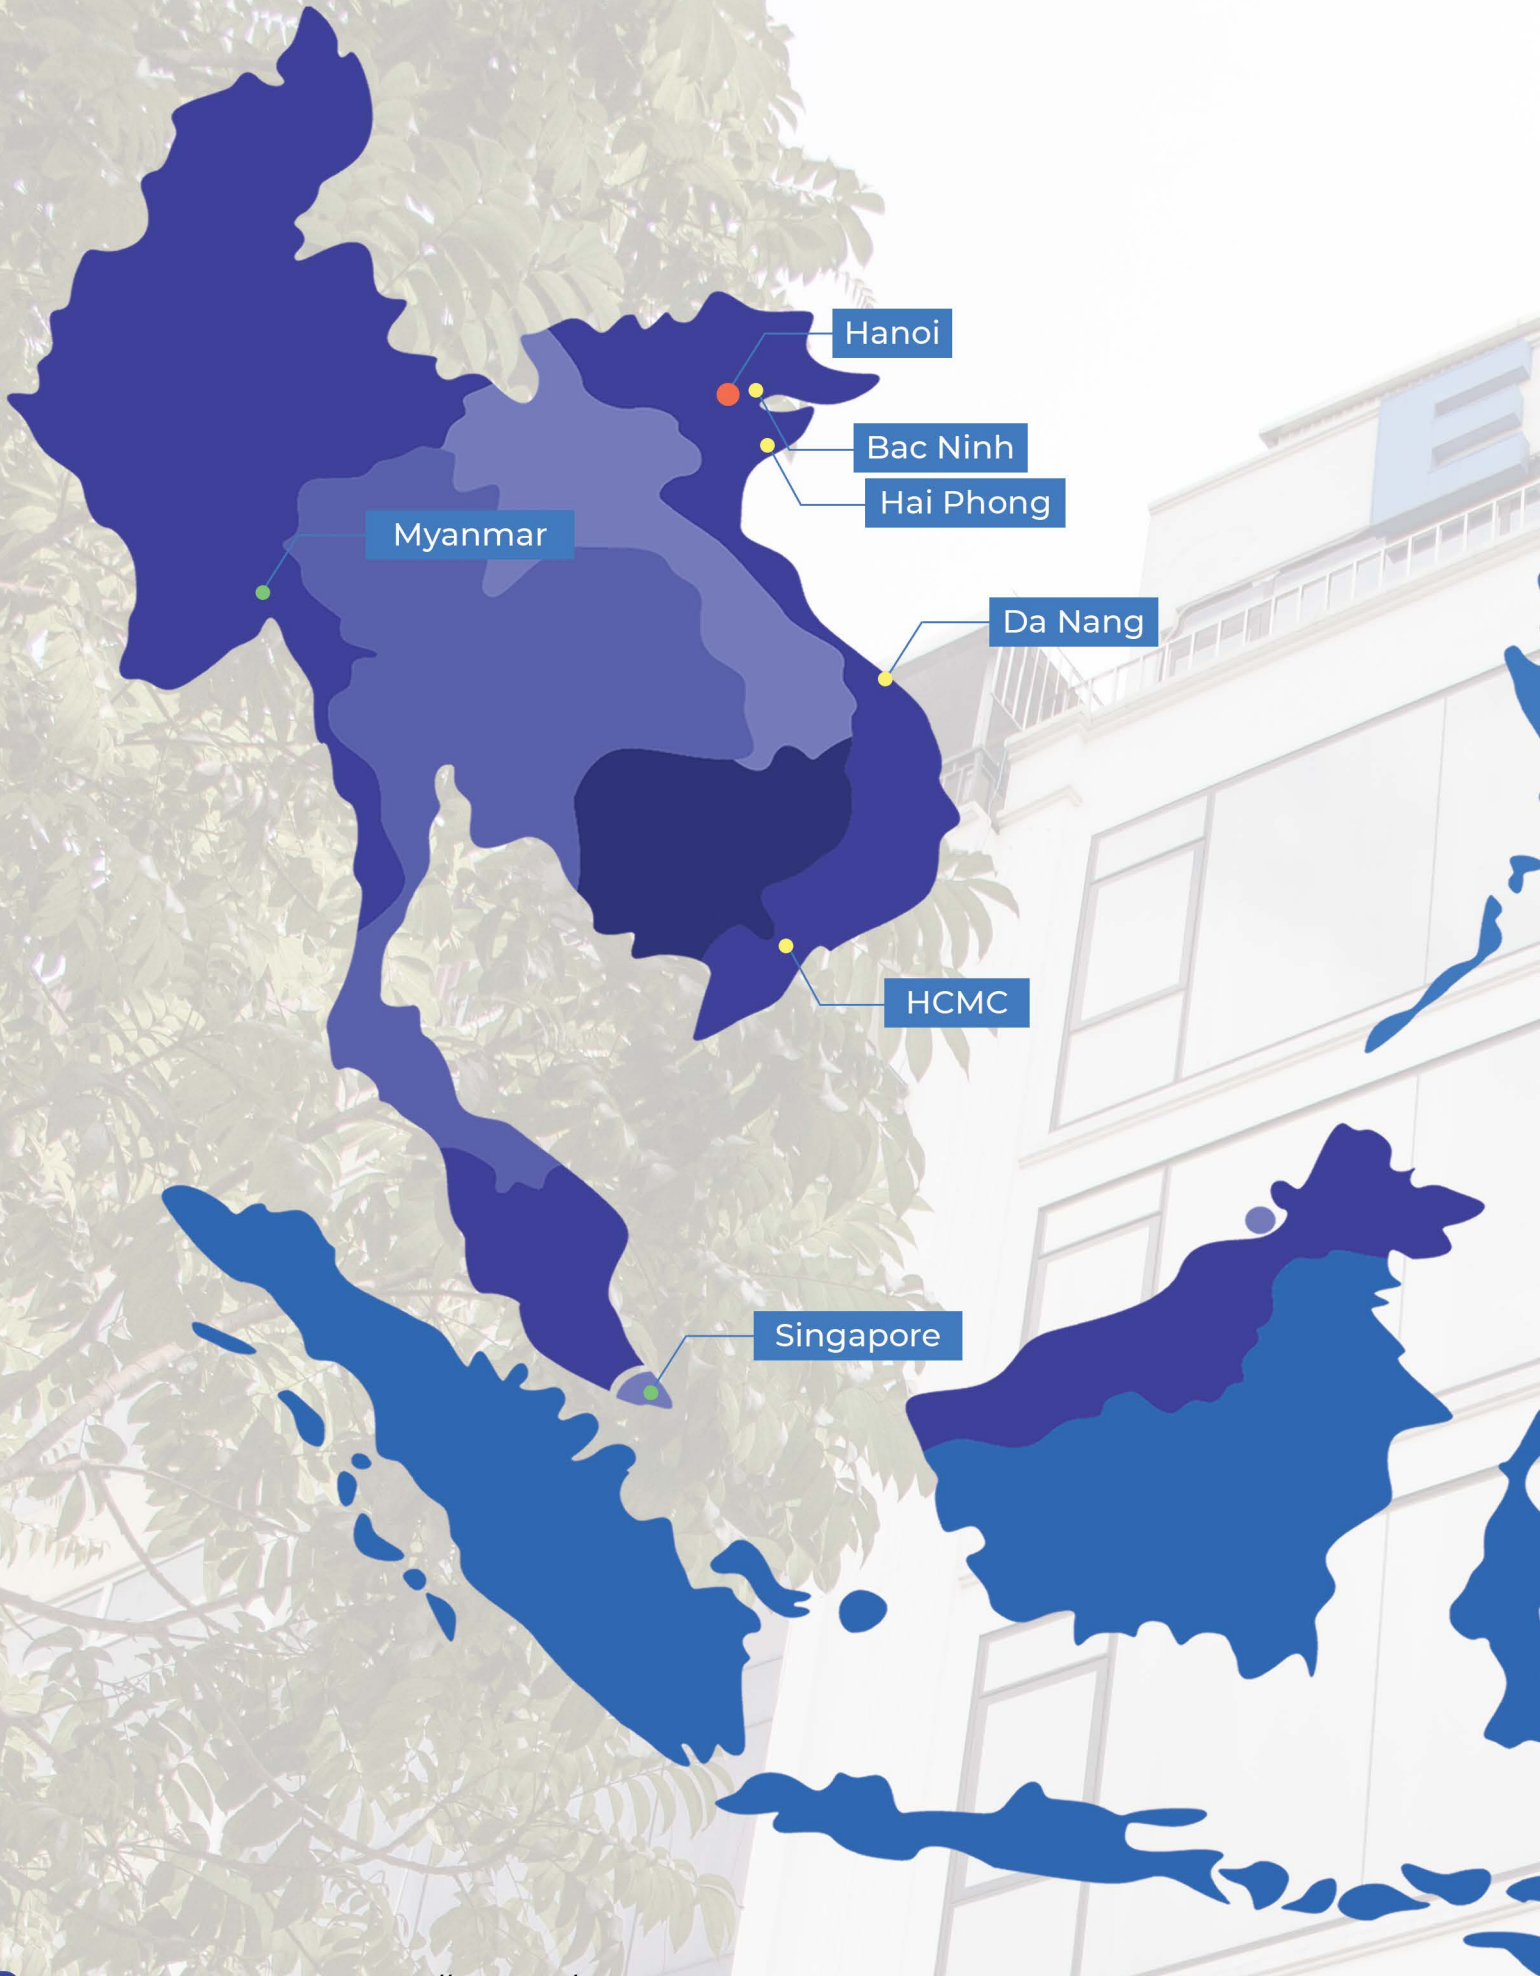 Hanoi
Bac Ninh
Hai Phong
Myanmar
Da Nang
HCMC
Singapore